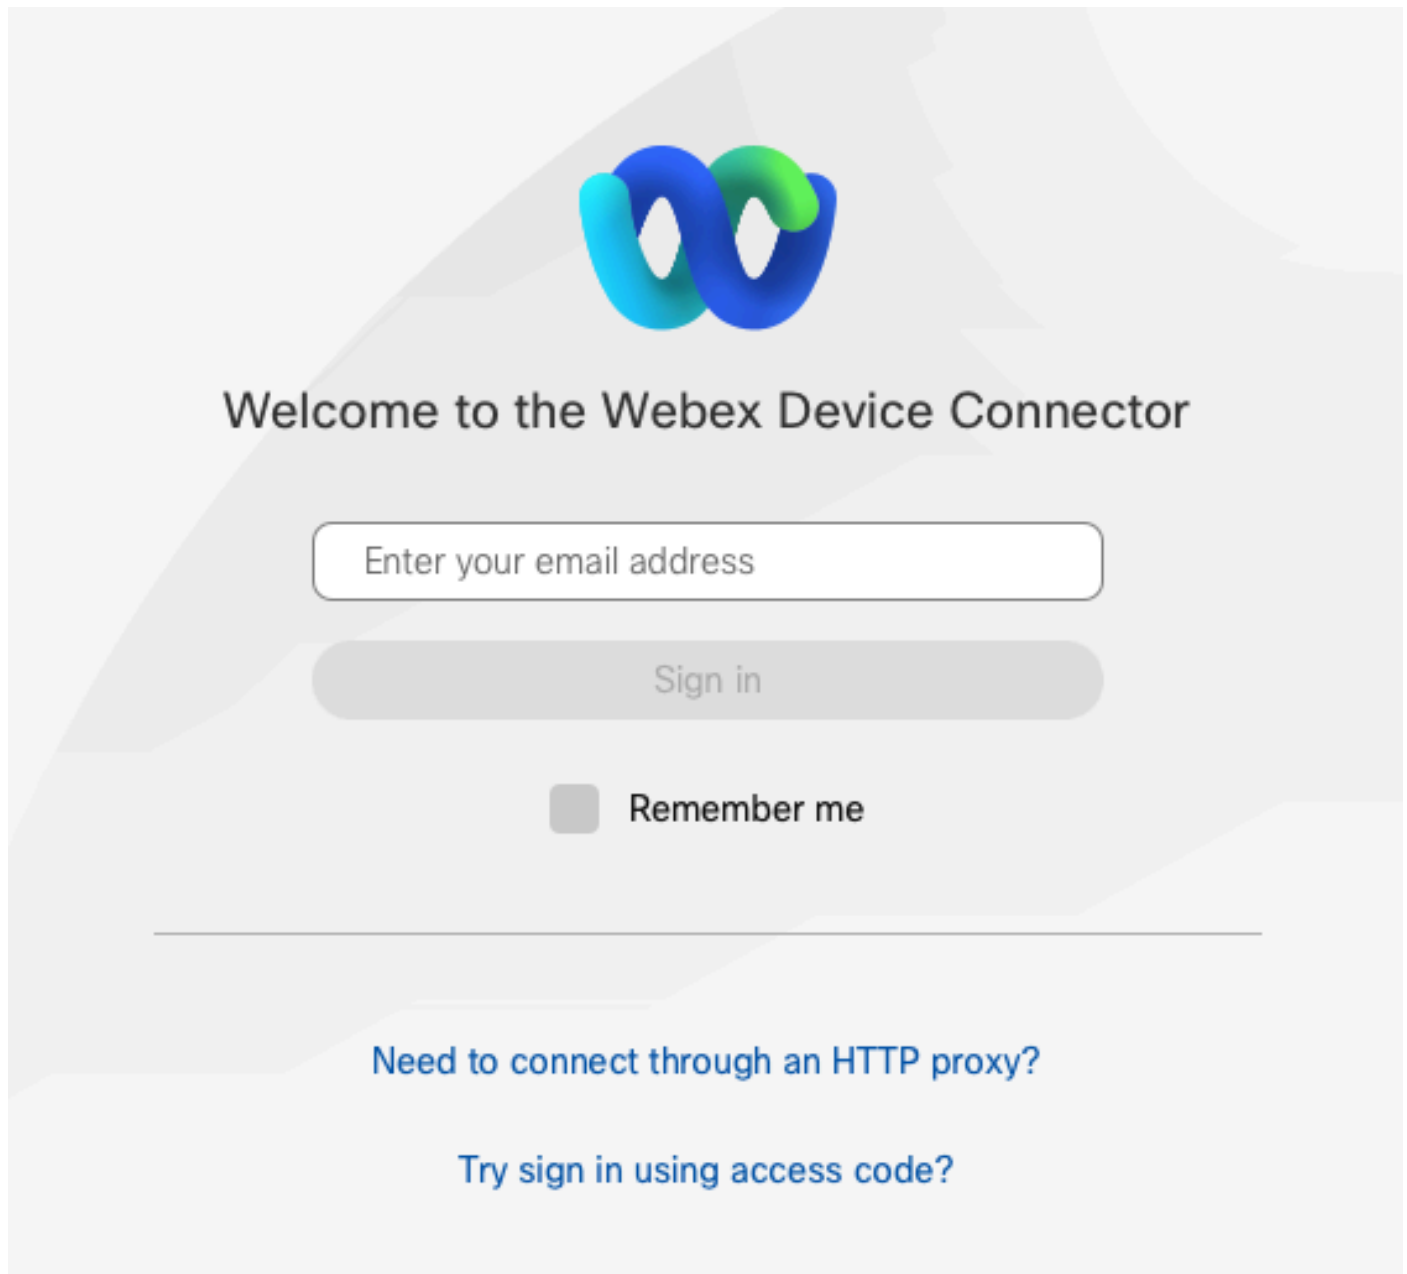 Welcome to the Webex Device Connector
Enter your email address
Sign in
Remember me
Need to connect through an HTTP proxy?
Try sign in using access code?